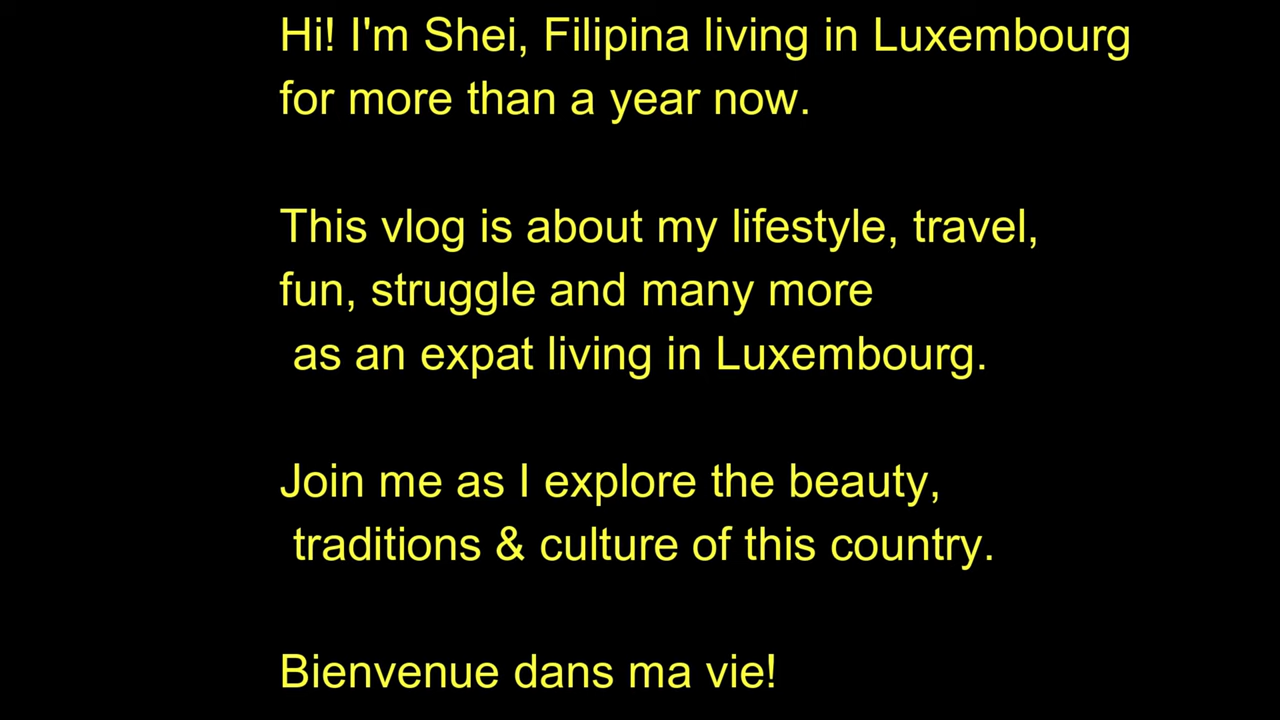 Hi! I'm Shei, Filipina living in Luxembourg
for more than a year now.
This vlog is about my lifestyle, travel,
fun, struggle and many more
as an expat living in Luxembourg.
Join me as I explore the beauty,
traditions & culture of this country.
Bienvenue dans ma vie!